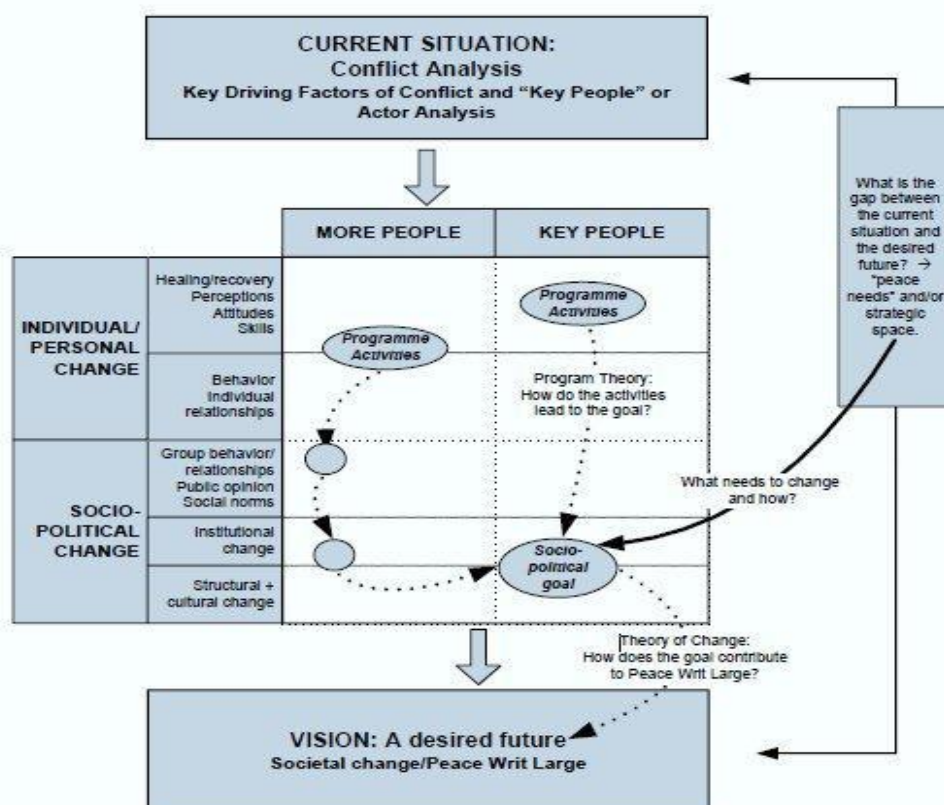 CURRENT SITUATION:
Conflict Analysis
Key Driving Factors of Conflict and “Key People” or
Actor Analysis
What is the
gap between
the current
situation and
the desired
future? →
“peace
needs” and/or
strategic
space.
MORE PEOPLE
KEY PEOPLE
INDIVIDUAL/
PERSONAL
CHANGE
Healing/recovery
Perceptions
Attitudes
Skills
Programme
Activities
Programme
Activities
Behavior
Individual
relationships
Program Theory:
How do the activities
lead to the goal?
SOCIO-
POLITICAL
CHANGE
Group behavior/
relationships
Public opinion
Social norms
What needs to change
and how?
Institutional
change
Socio-
political
goal
Structural +
cultural change
Theory of Change:
How does the goal contribute
to Peace Writ Large?
VISION: A desired future
Societal change/Peace Writ Large